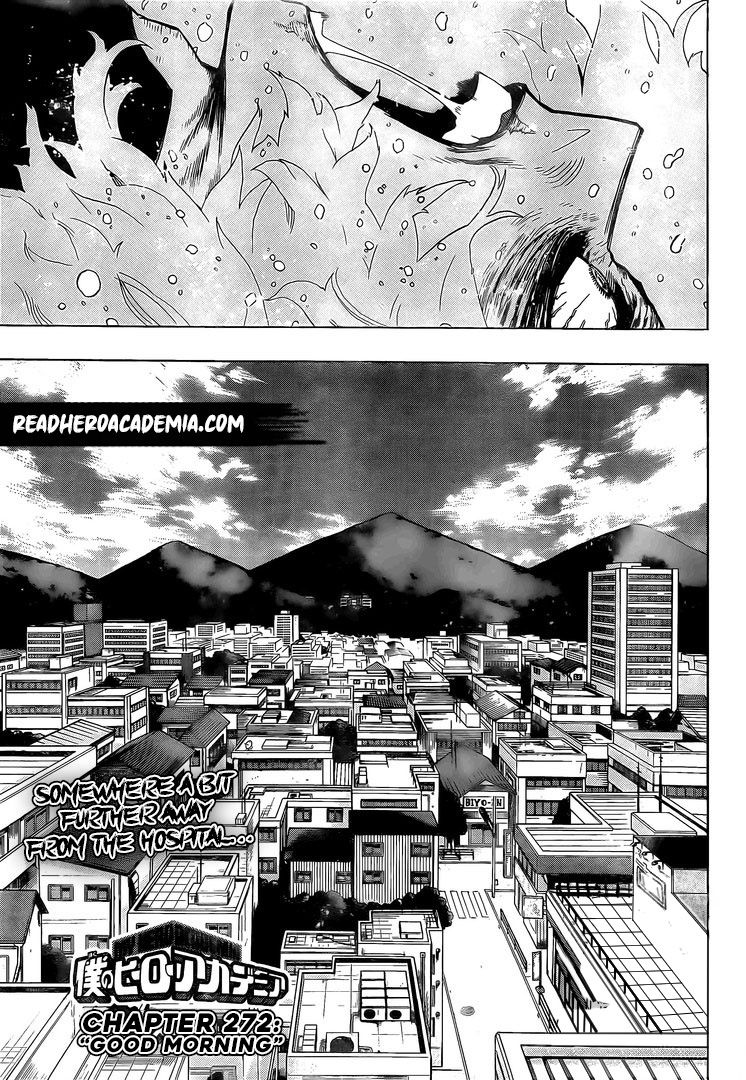 READHEROACADEMIA.COM
SOMEWHERE A BIT
FURTHER AWAY
FROM THE HOSPITAL...
BIYO-IN
僕のヒーローアカデミア
CHAPTER 272:
"GOOD MORNING"